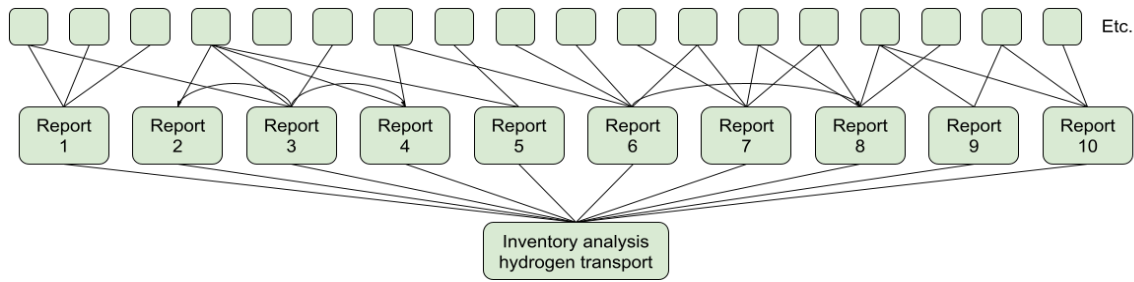 Etc.
Report
1
Report
2
Report
3
Report
4
Report
5
Report
6
Report
7
Report
8
Report
9
Report
10
Inventory analysis
hydrogen transport